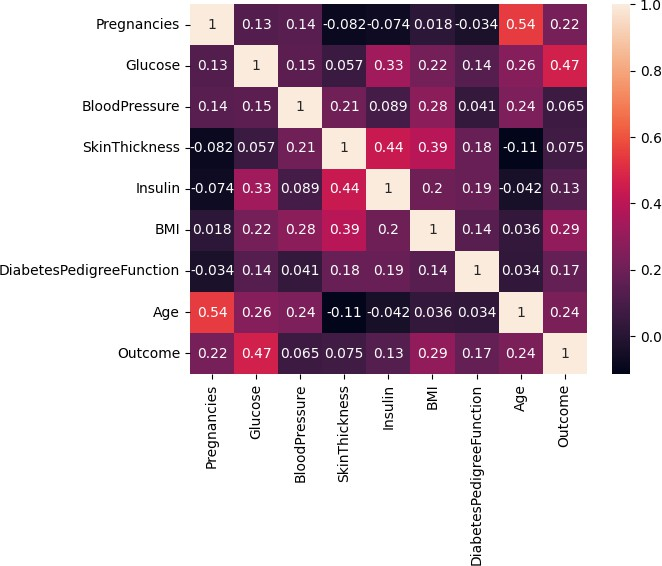 Pregnancies 1 0.13 0.14 -0.082 -0.074 0.018 -0.034 0.54 0.22
Glucose 0.13 1 0.15 0.057 0.33 0.22 0.14 0.26 0.47
BloodPressure 0.14 0.15 1 0.21 0.089 0.28 0.041 0.24 0.065
SkinThickness -0.082 0.057 0.21 1 0.44 0.39 0.18 -0.11 0.075
Insulin -0.074 0.33 0.089 0.44 1 0.2 0.19 -0.042 0.13
BMI 0.018 0.22 0.28 0.39 0.2 1 0.14 0.036 0.29
DiabetesPedigreeFunction -0.034 0.14 0.041 0.18 0.19 0.14 1 0.034 0.17
Age 0.54 0.26 0.24 -0.11 -0.042 0.036 0.034 1 0.24
Outcome 0.22 0.47 0.065 0.075 0.13 0.29 0.17 0.24 1
Pregnancies
Glucose
BloodPressure
SkinThickness
Insulin
BMI
DiabetesPedigreeFunction
Age
Outcome
1.0
0.8
0.6
0.4
0.2
0.0